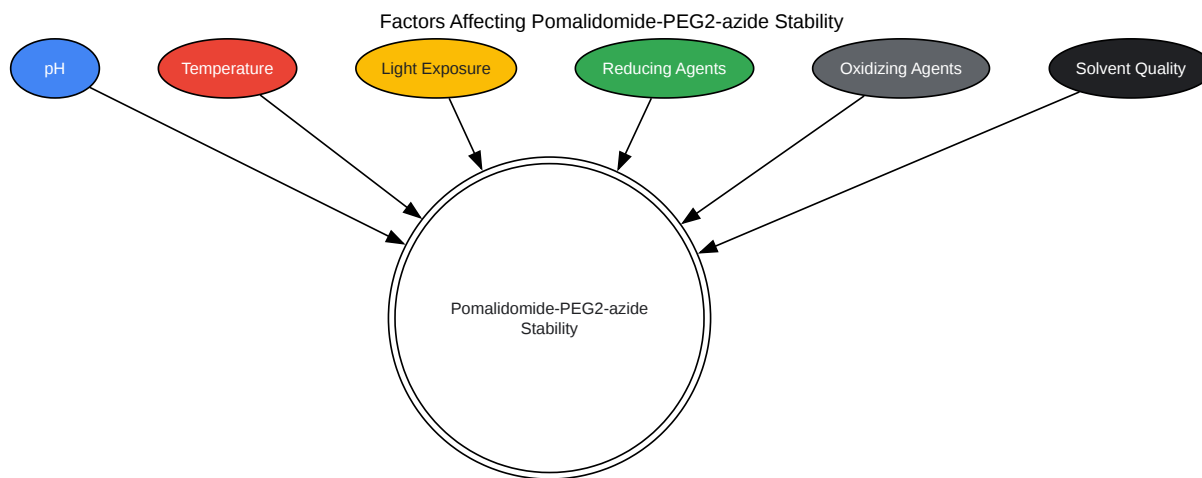 Factors Affecting Pomalidomide-PEG2-azide Stability
pH
Temperature
Light Exposure
Reducing Agents
Oxidizing Agents
Solvent Quality
Pomalidomide-PEG2-azide
Stability